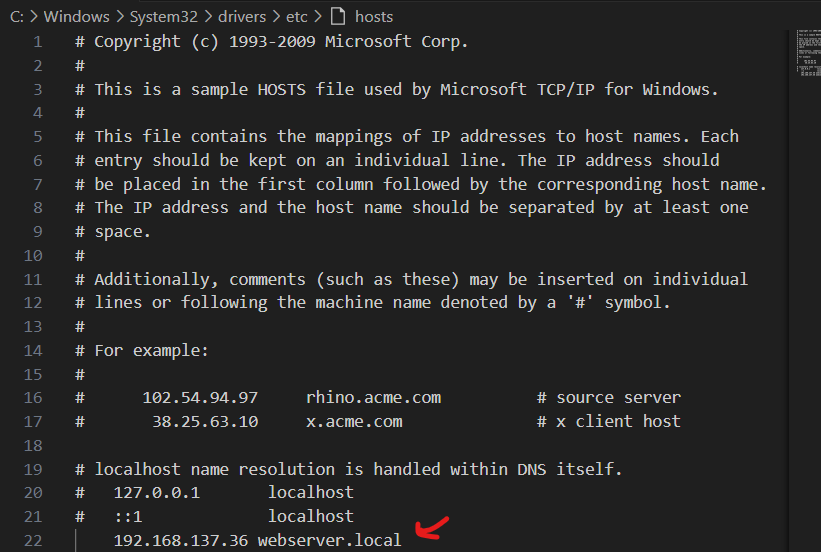 C: > Windows > System32 > drivers > etc > hosts
1 # Copyright (c) 1993-2009 Microsoft Corp.
2 #
3 # This is a sample HOSTS file used by Microsoft TCP/IP for Windows.
4 #
5 # This file contains the mappings of IP addresses to host names. Each
6 # entry should be kept on an individual line. The IP address should
7 # be placed in the first column followed by the corresponding host name.
8 # The IP address and the host name should be separated by at least one
9 # space.
10 #
11 # Additionally, comments (such as these) may be inserted on individual
12 # lines or following the machine name denoted by a '#' symbol.
13 #
14 # For example:
15 #
16 #      102.54.94.97     rhino.acme.com          # source server
17 #       38.25.63.10     x.acme.com              # x client host
18
19 # localhost name resolution is handled within DNS itself.
20 #   127.0.0.1       localhost
21 #   ::1             localhost
22     192.168.137.36 webserver.local